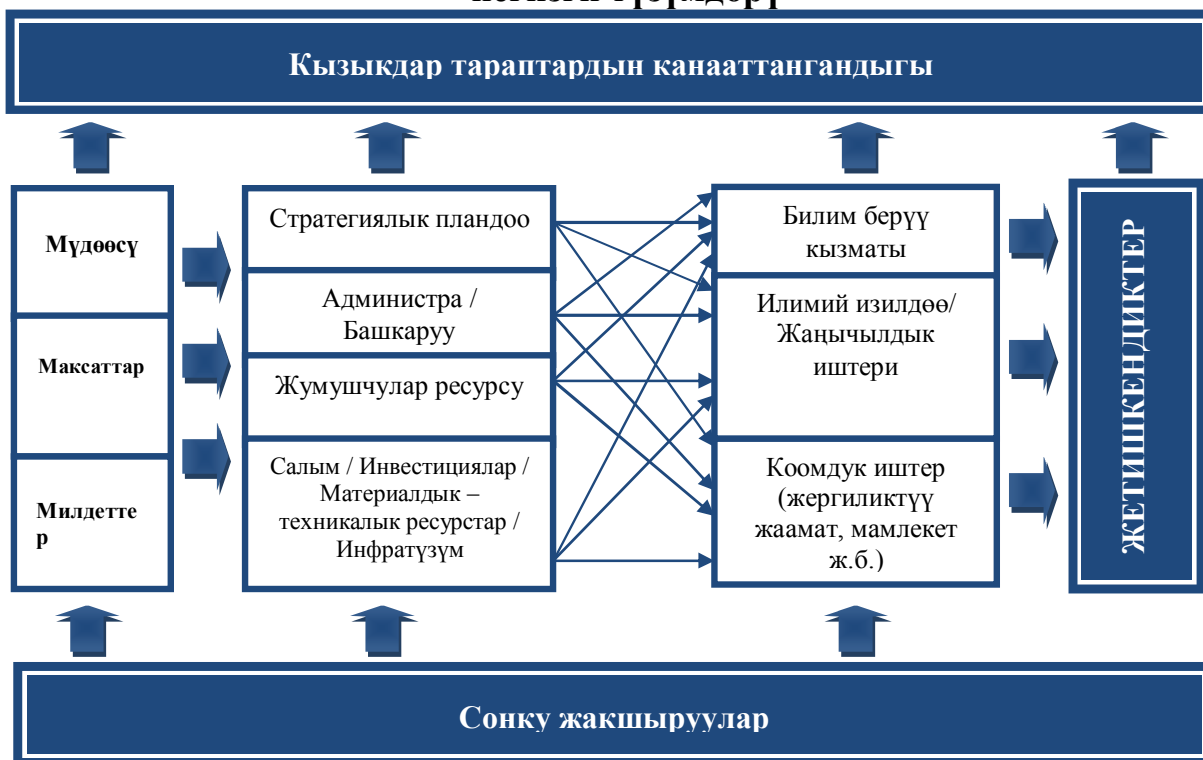 Кызыкдар тараптардын канааттангандыгы
Мүдөөсү
Максаттар
Милдетте
р
Стратегиялык пландоо
Администра /
Башкаруу
Жумушчулар ресурсу
Салым / Инвестициялар /
Материалдык –
техникалык ресурстар /
Инфратүзүм
Билим берүү
кызматы
Илимий изилдөө/
Жаңычылдык
иштери
Коомдук иштер
(жергиликтүү
жаамат, мамлекет
ж.б.)
ЖЕТИШКЕНДИКТЕР
Сонку жакшыруулар